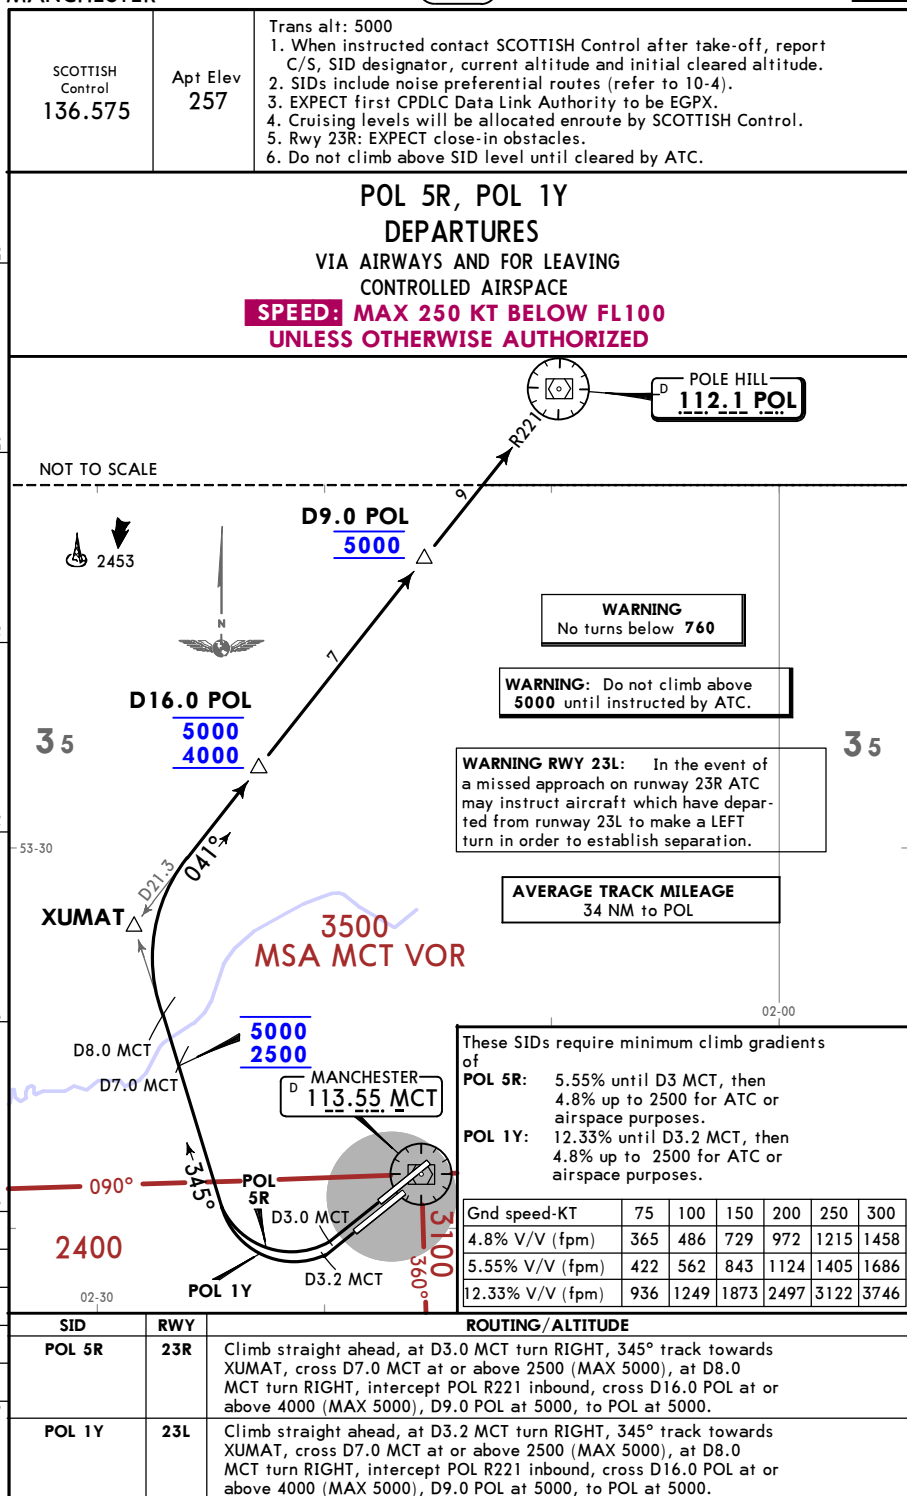 MANCHESTER
SCOTTISH
Control
136.575
Apt Elev
257
Trans alt: 5000
1. When instructed contact SCOTTISH Control after take-off, report
C/S, SID designator, current altitude and initial cleared altitude.
2. SIDs include noise preferential routes (refer to 10-4).
3. EXPECT first CPDLC Data Link Authority to be EGPX.
4. Cruising levels will be allocated enroute by SCOTTISH Control.
5. Rwy 23R: EXPECT close-in obstacles.
6. Do not climb above SID level until cleared by ATC.
POL 5R, POL 1Y
DEPARTURES
VIA AIRWAYS AND FOR LEAVING
CONTROLLED AIRSPACE
SPEED: MAX 250 KT BELOW FL100
UNLESS OTHERWISE AUTHORIZED
POLE HILL
D 112.1 POL
R221
NOT TO SCALE
9
D9.0 POL
5000
2453
N
7
WARNING
No turns below 760
WARNING: Do not climb above
5000 until instructed by ATC.
D16.0 POL
5000
4000
35
35
WARNING RWY 23L: In the event of
a missed approach on runway 23R ATC
may instruct aircraft which have depar-
ted from runway 23L to make a LEFT
turn in order to establish separation.
53-30
041°
D21.3
AVERAGE TRACK MILEAGE
34 NM to POL
XUMAT
3500
MSA MCT VOR
02-00
D8.0 MCT
5000
2500
D7.0 MCT
MANCHESTER
D 113.55 MCT
These SIDs require minimum climb gradients
of
POL 5R: 5.55% until D3 MCT, then
4.8% up to 2500 for ATC or
airspace purposes.
POL 1Y: 12.33% until D3.2 MCT, then
4.8% up to 2500 for ATC or
airspace purposes.
345°
090°
POL
5R
D3.0 MCT
3100
2400
360°
D3.2 MCT
POL 1Y
02-30
Gnd speed-KT 75 100 150 200 250 300
4.8% V/V (fpm) 365 486 729 972 1215 1458
5.55% V/V (fpm) 422 562 843 1124 1405 1686
12.33% V/V (fpm) 936 1249 1873 2497 3122 3746
SID RWY ROUTING/ALTITUDE
POL 5R 23R Climb straight ahead, at D3.0 MCT turn RIGHT, 345° track towards
XUMAT, cross D7.0 MCT at or above 2500 (MAX 5000), at D8.0
MCT turn RIGHT, intercept POL R221 inbound, cross D16.0 POL at or
above 4000 (MAX 5000), D9.0 POL at 5000, to POL at 5000.
POL 1Y 23L Climb straight ahead, at D3.2 MCT turn RIGHT, 345° track towards
XUMAT, cross D7.0 MCT at or above 2500 (MAX 5000), at D8.0
MCT turn RIGHT, intercept POL R221 inbound, cross D16.0 POL at or
above 4000 (MAX 5000), D9.0 POL at 5000, to POL at 5000.